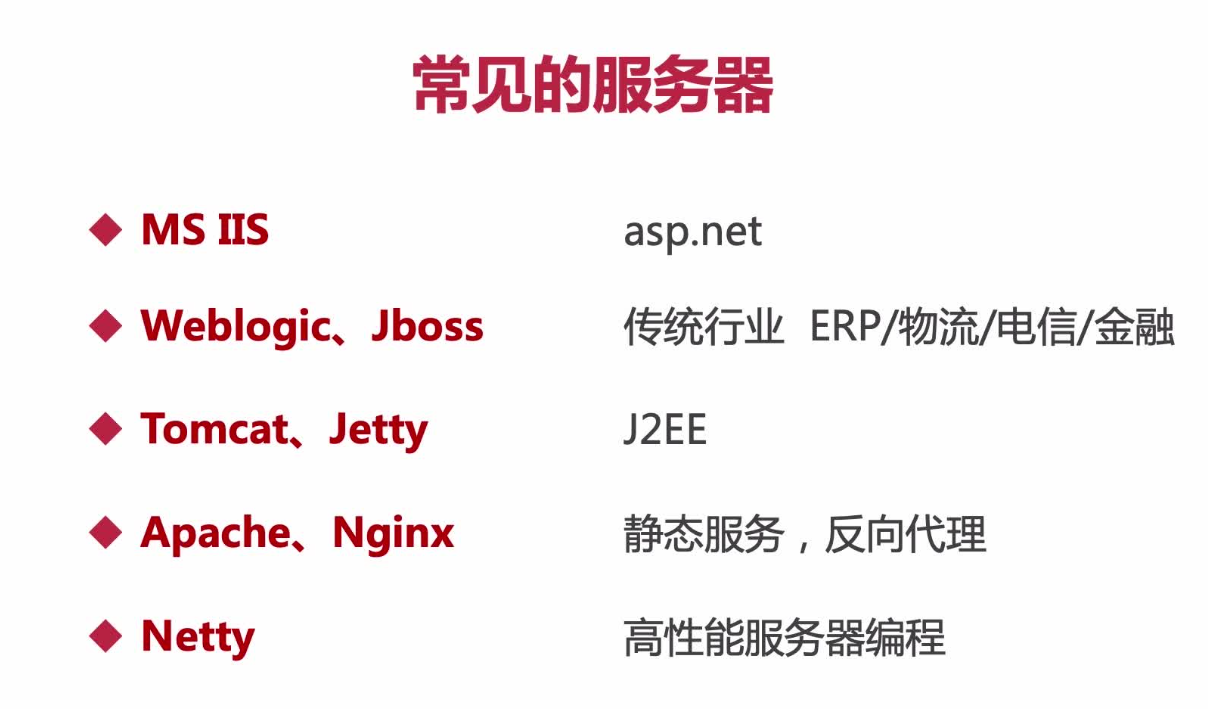 常见的服务器
◆ MS IIS asp.net
◆ Weblogic、Jboss 传统行业 ERP/物流/电信/金融
◆ Tomcat、Jetty J2EE
◆ Apache、Nginx 静态服务，反向代理
◆ Netty 高性能服务器编程